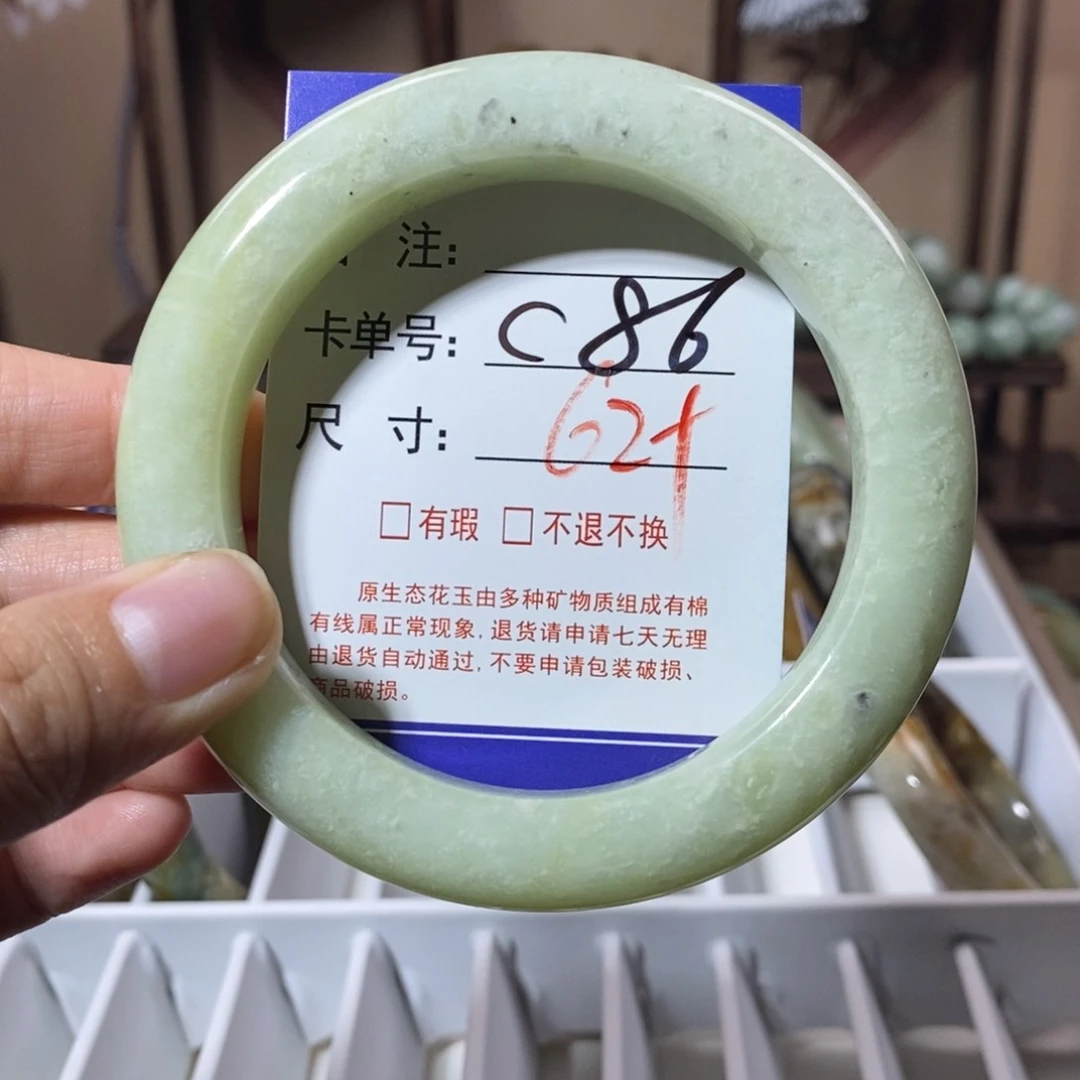 注:
卡单号: C86
尺 寸: 62+
□有瑕 □不退不换
原生态花玉由多种矿物质组成有棉
有线属正常现象,退货请申请七天无理
由退货自动通过,不要申请包装破损、
商品破损。